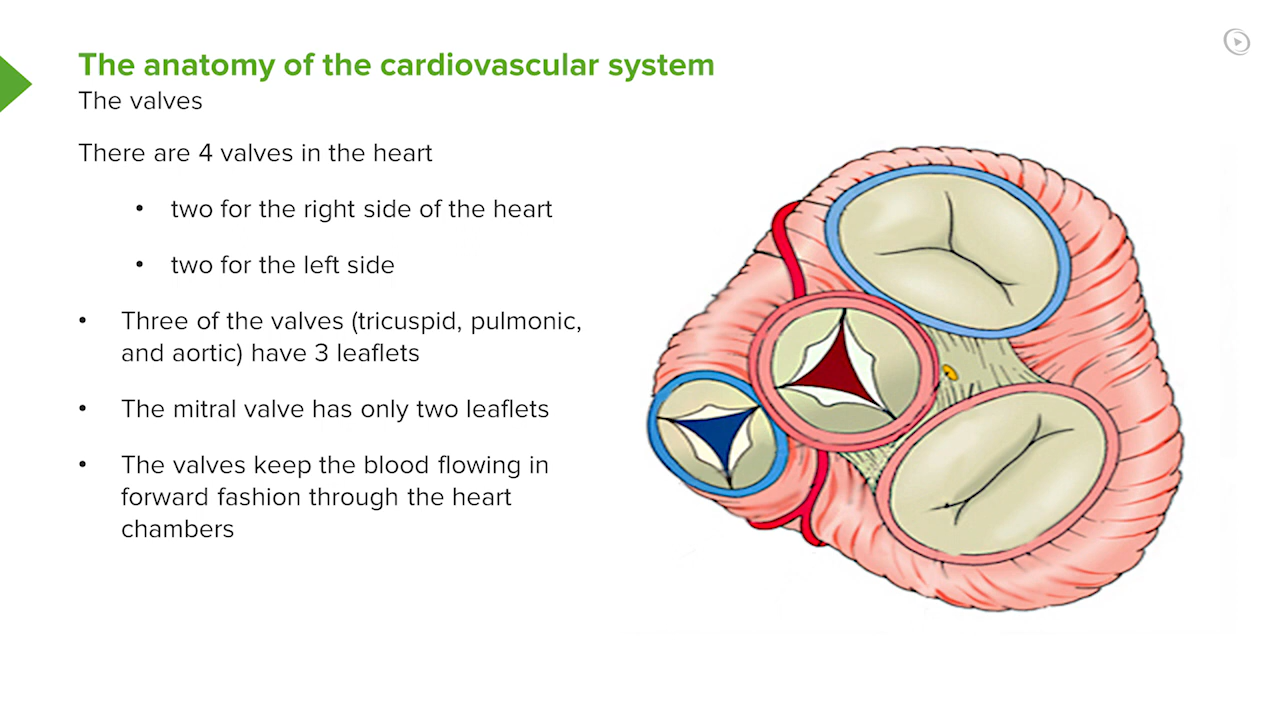 The anatomy of the cardiovascular system
The valves
There are 4 valves in the heart
• two for the right side of the heart
• two for the left side
• Three of the valves (tricuspid, pulmonic,
and aortic) have 3 leaflets
• The mitral valve has only two leaflets
• The valves keep the blood flowing in
forward fashion through the heart
chambers